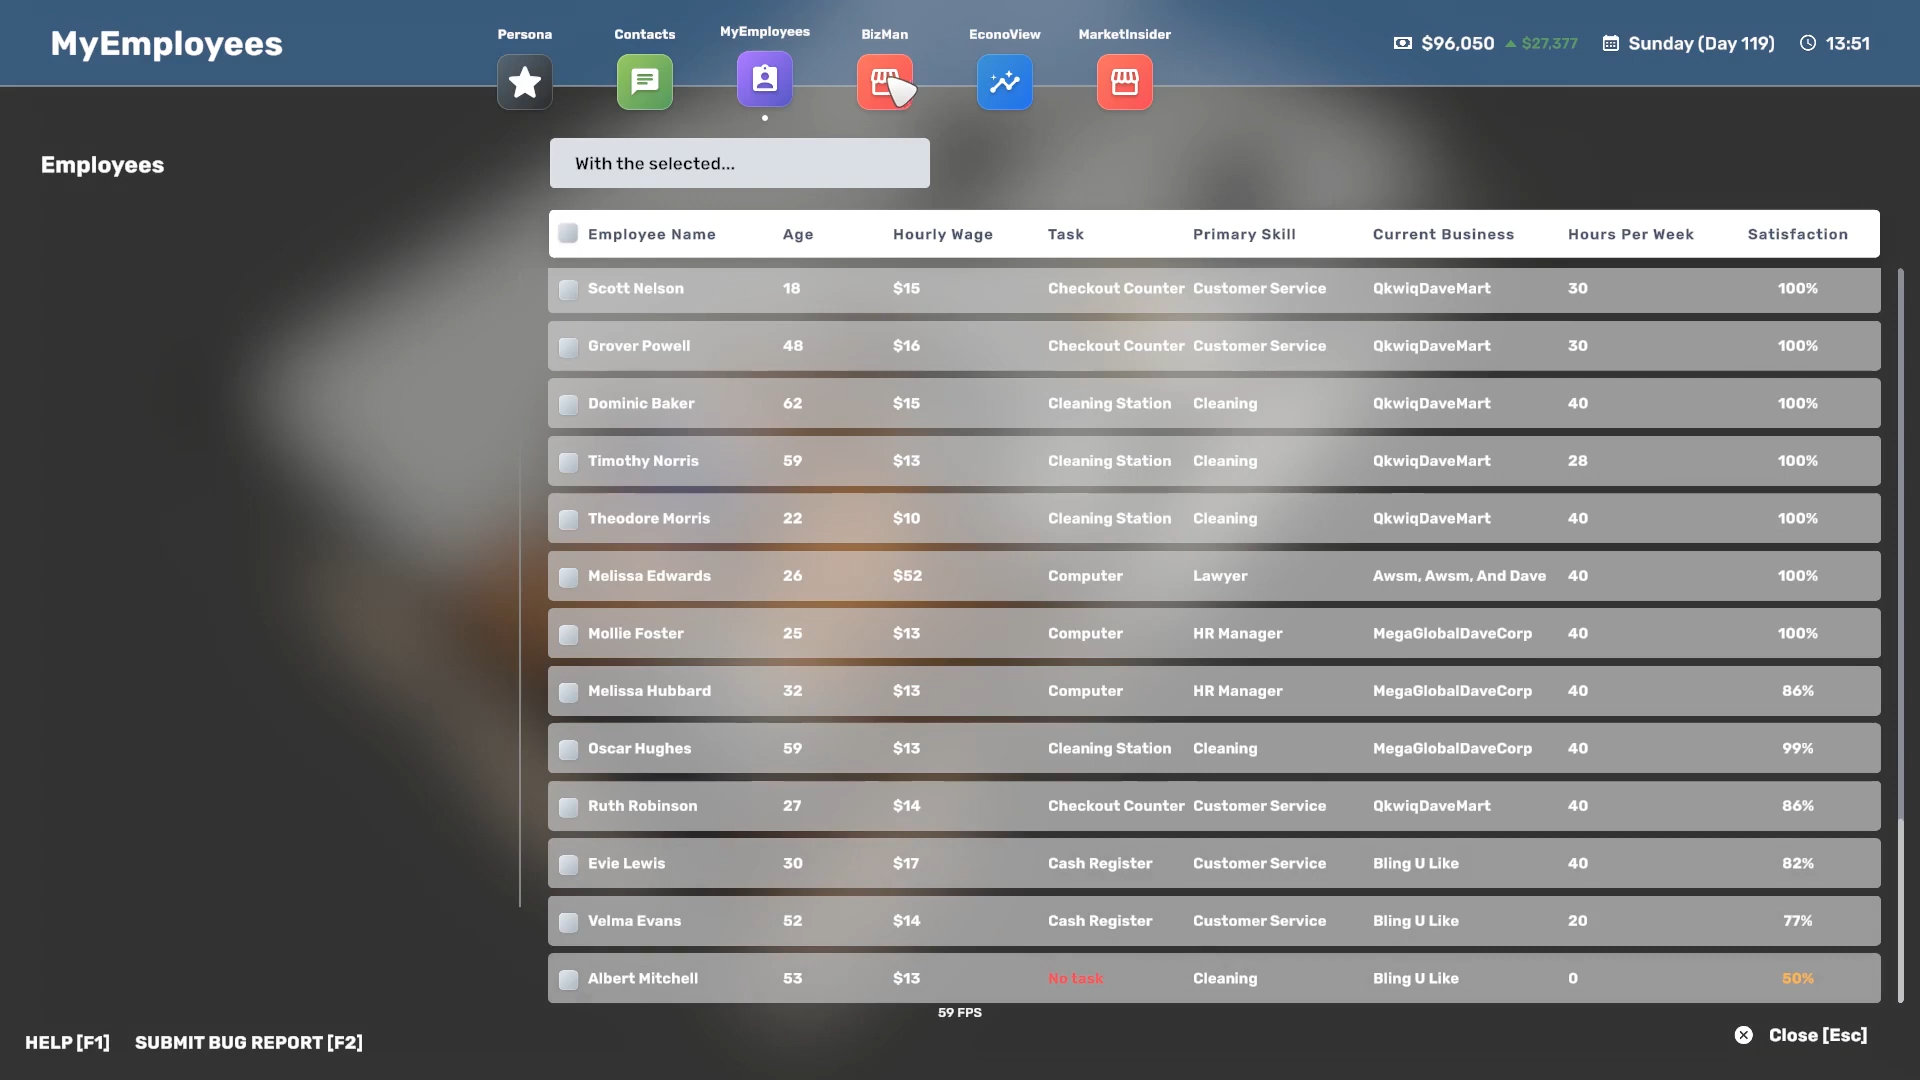 MyEmployees
Persona
Contacts
MyEmployees
BizMan
EconoView
MarketInsider
$96,050 $27,377 Sunday (Day 119) 13:51
Employees
With the selected...
Employee Name Age Hourly Wage Task Primary Skill Current Business Hours Per Week Satisfaction
Scott Nelson 18 $15 Checkout Counter Customer Service QkwiqDaveMart 30 100%
Grover Powell 48 $16 Checkout Counter Customer Service QkwiqDaveMart 30 100%
Dominic Baker 62 $15 Cleaning Station Cleaning QkwiqDaveMart 40 100%
Timothy Norris 59 $13 Cleaning Station Cleaning QkwiqDaveMart 28 100%
Theodore Morris 22 $10 Cleaning Station Cleaning QkwiqDaveMart 40 100%
Melissa Edwards 26 $52 Computer Lawyer Awsm, Awsm, And Dave 40 100%
Mollie Foster 25 $13 Computer HR Manager MegaGlobalDaveCorp 40 100%
Melissa Hubbard 32 $13 Computer HR Manager MegaGlobalDaveCorp 40 86%
Oscar Hughes 59 $13 Cleaning Station Cleaning MegaGlobalDaveCorp 40 99%
Ruth Robinson 27 $14 Checkout Counter Customer Service QkwiqDaveMart 40 86%
Evie Lewis 30 $17 Cash Register Customer Service Bling U Like 40 82%
Velma Evans 52 $14 Cash Register Customer Service Bling U Like 20 77%
Albert Mitchell 53 $13 No task Cleaning Bling U Like 0 50%
59 FPS
HELP [F1] SUBMIT BUG REPORT [F2] Close [Esc]